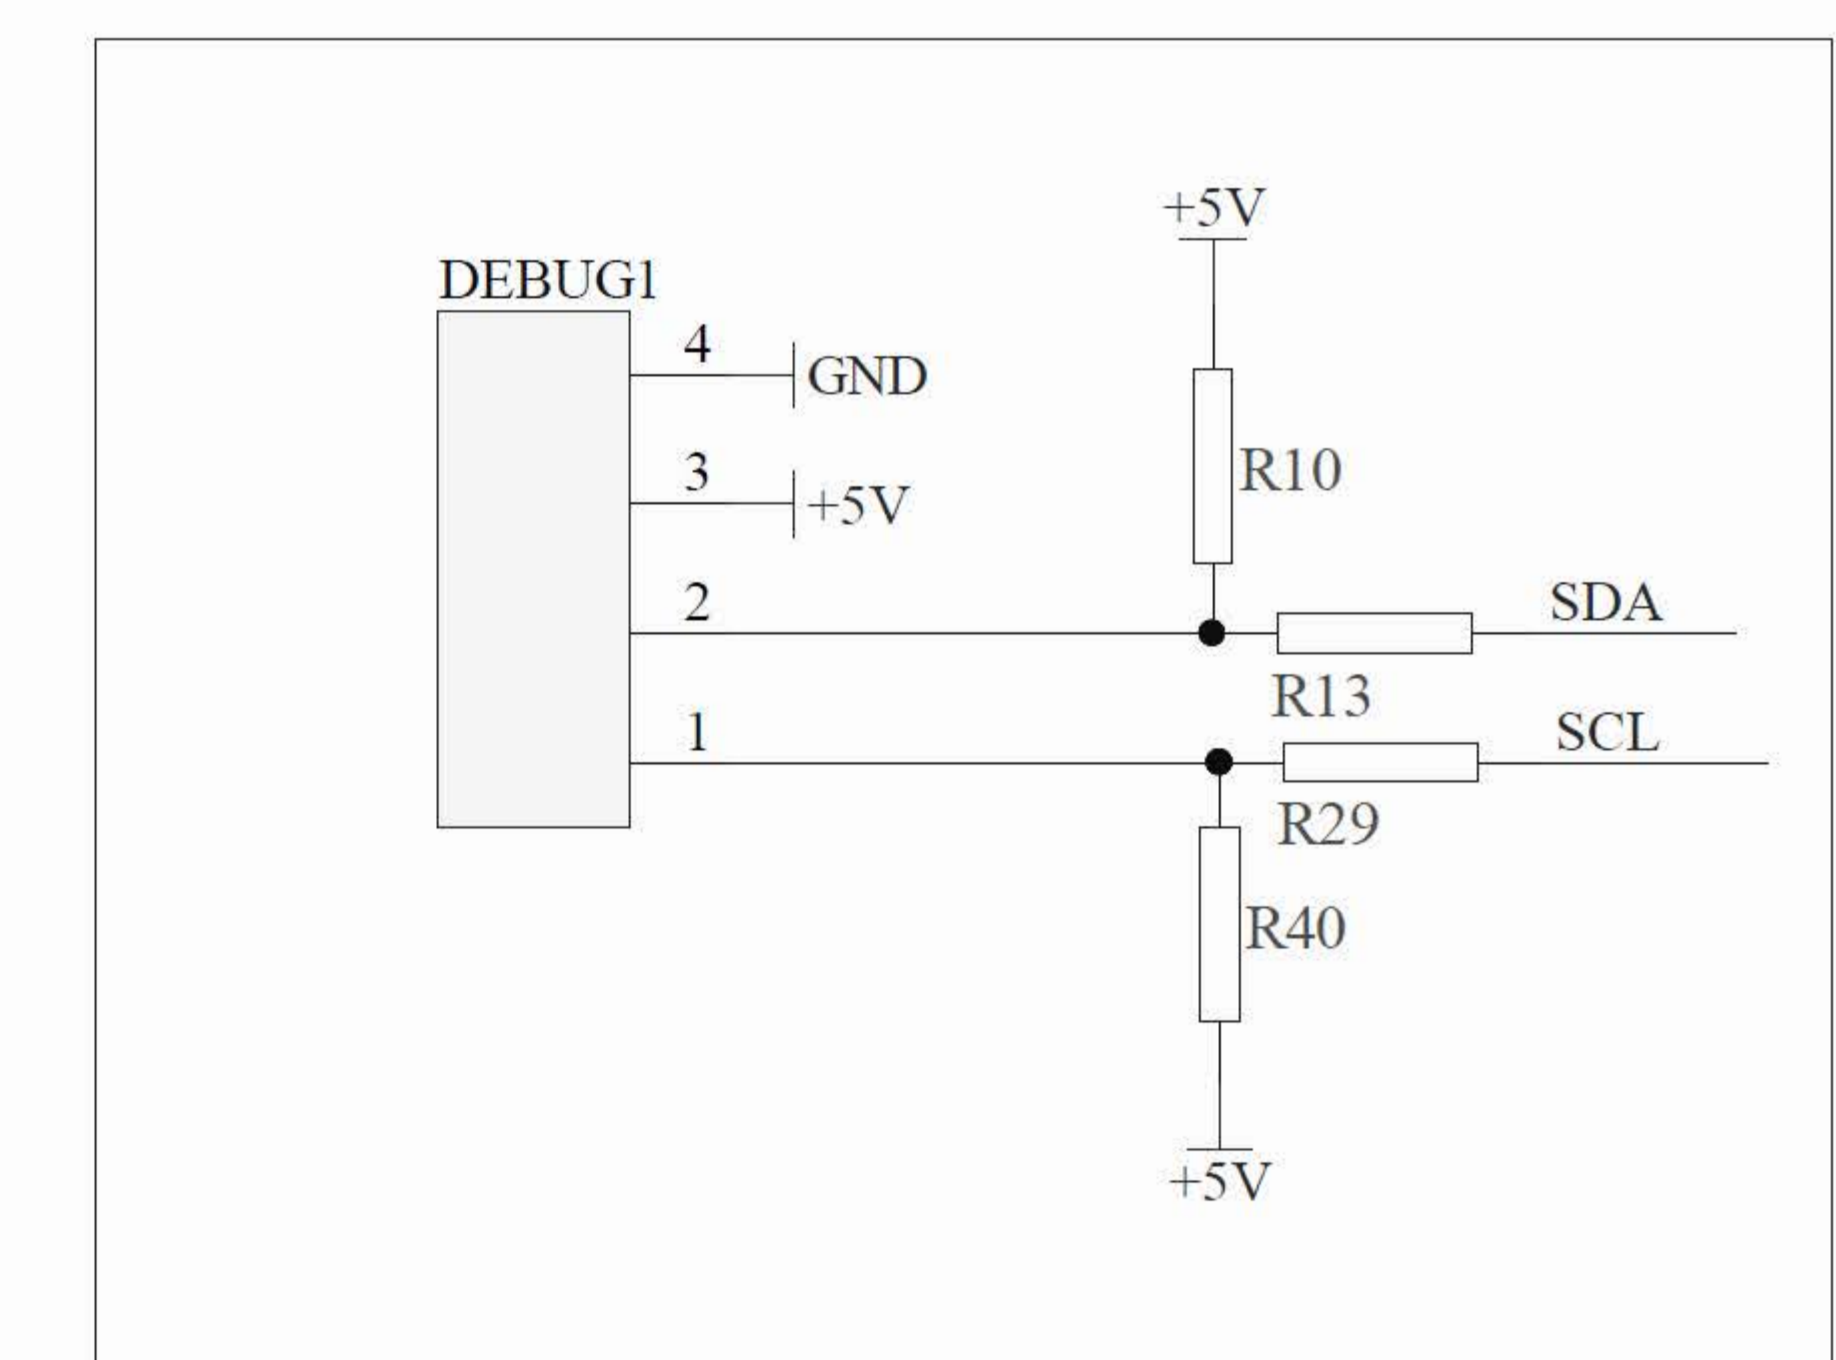 +5V
DEBUG1
4
GND
3
+5V
R10
2
SDA
R13
1
SCL
R29
R40
+5V